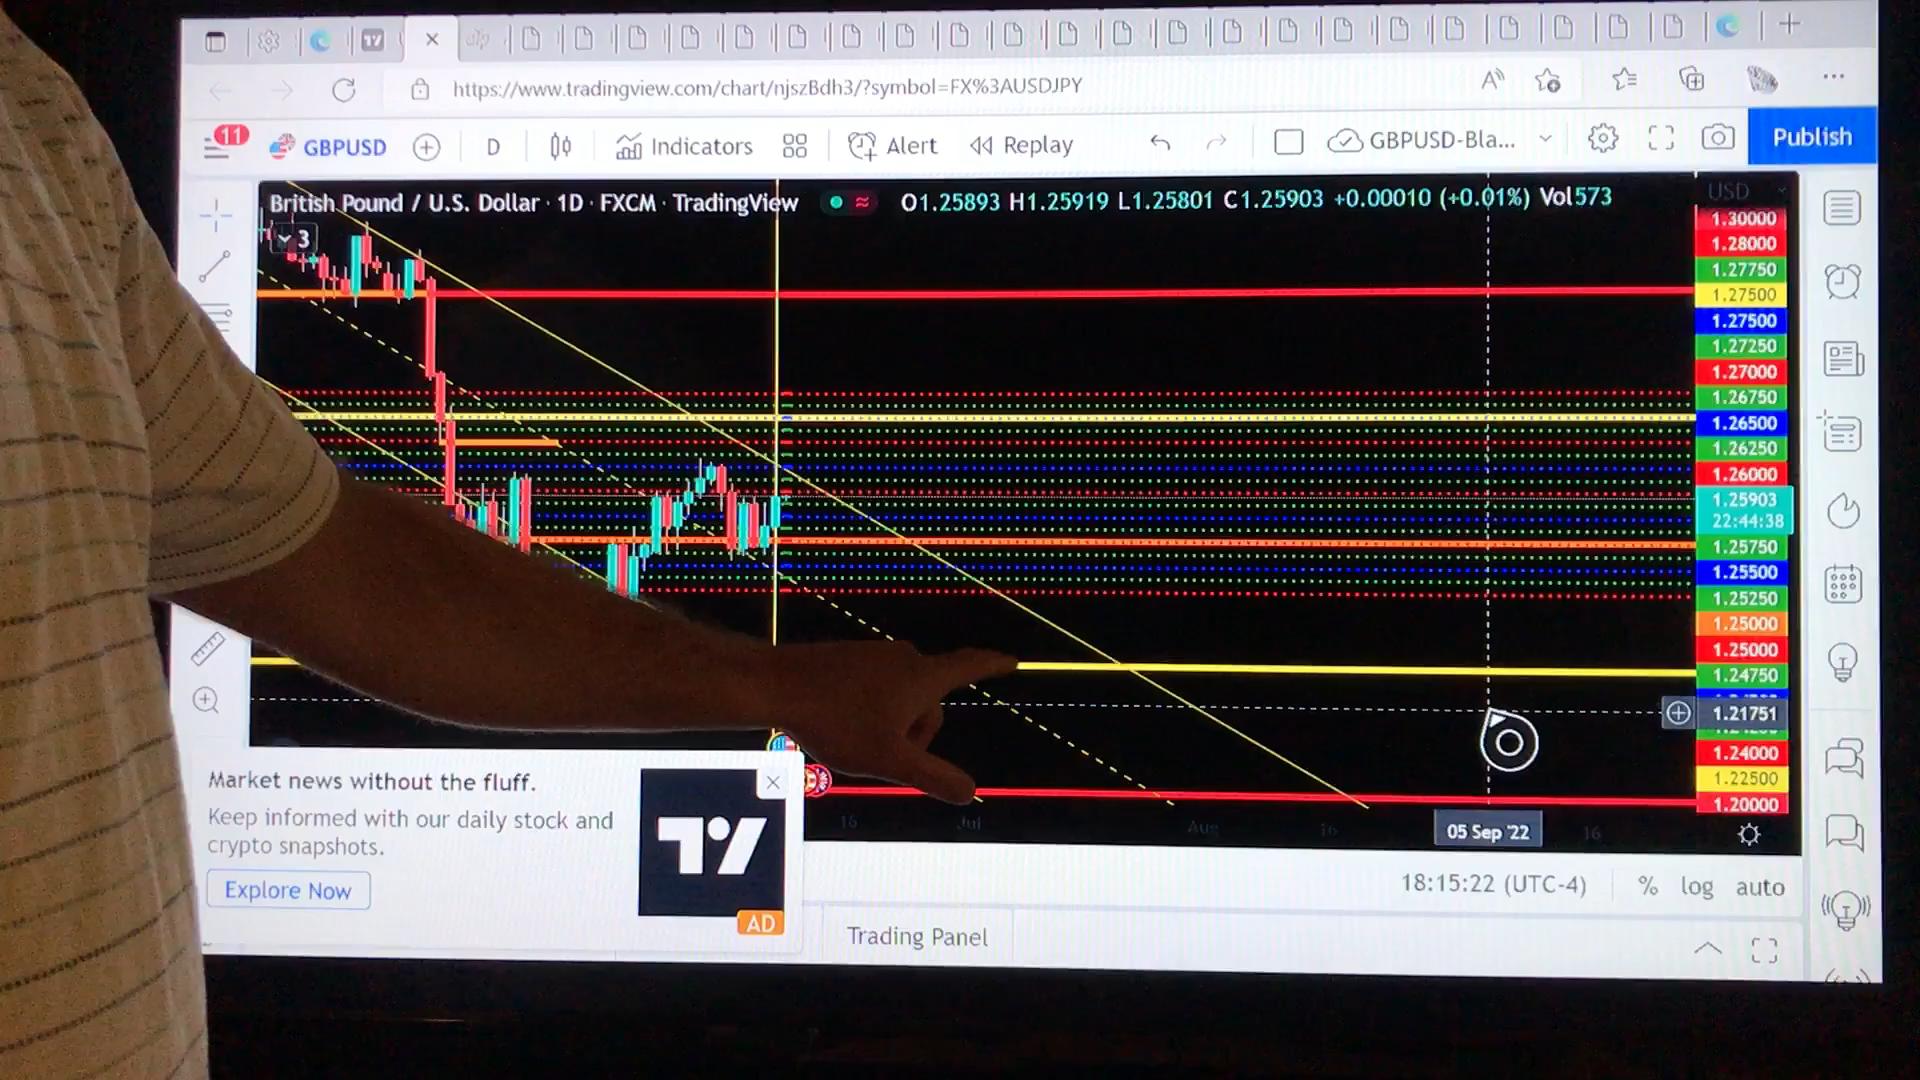 https://www.tradingview.com/chart/njszBdh3/?symbol=FX%3AUSDJPY
11 GBPUSD D Indicators Alert Replay GBPUSD-Bla... Publish
British Pound / U.S. Dollar · 1D · FXCM · TradingView O1.25893 H1.25919 L1.25801 C1.25903 +0.00010 (+0.01%) Vol573
USD
3
1.30000
1.28000
1.27750
1.27500
1.27500
1.27250
1.27000
1.26750
1.26500
1.26250
1.26000
1.25903
22:44:38
1.25750
1.25500
1.25250
1.25000
1.25000
1.24750
1.21751
1.24000
1.22500
1.20000
16 Jul Aug 16 05 Sep '22 16
Market news without the fluff.
Keep informed with our daily stock and
crypto snapshots.
Explore Now
AD
18:15:22 (UTC-4) % log auto
Trading Panel